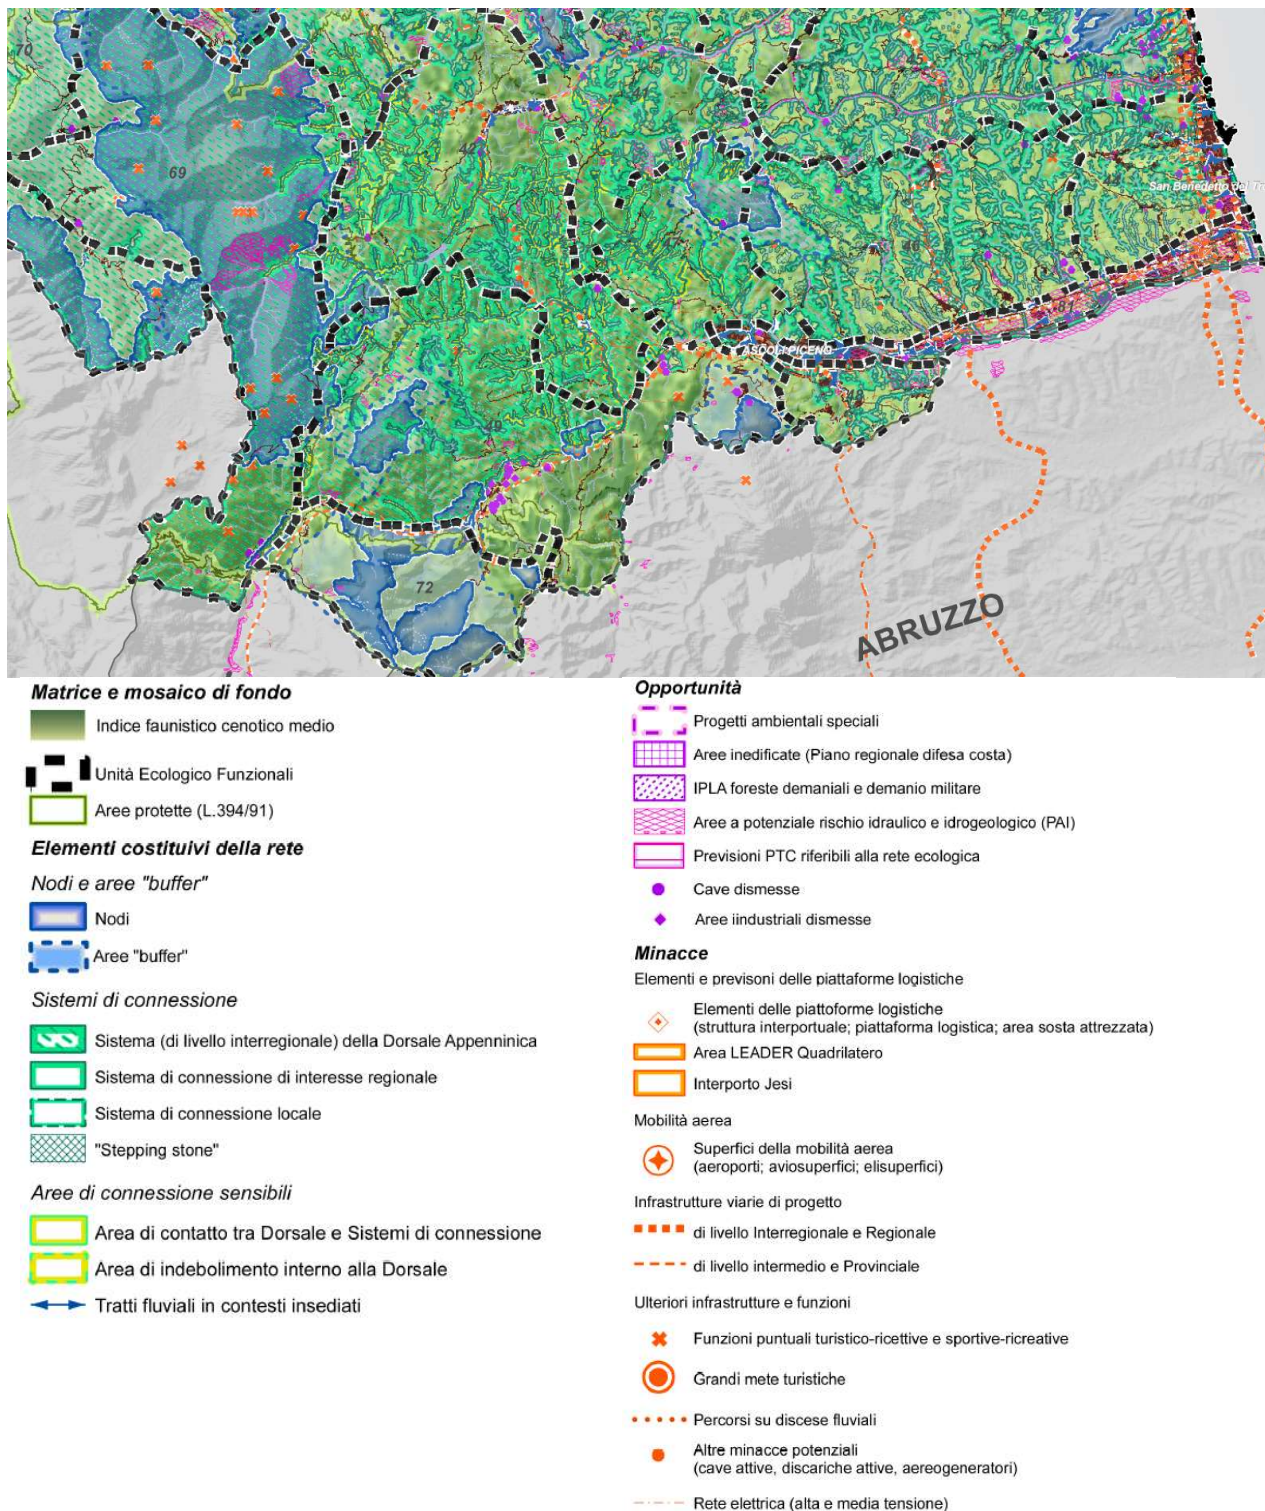 70
69
42
41
45
44
San Benedetto del Tr
47
46
87
ASCOLI PICENO
48
49
72
ABRUZZO
Matrice e mosaico di fondo
Indice faunistico cenotico medio
Unità Ecologico Funzionali
Aree protette (L.394/91)
Elementi costituivi della rete
Nodi e aree "buffer"
Nodi
Aree "buffer"
Sistemi di connessione
Sistema (di livello interregionale) della Dorsale Appenninica
Sistema di connessione di interesse regionale
Sistema di connessione locale
"Stepping stone"
Aree di connessione sensibili
Area di contatto tra Dorsale e Sistemi di connessione
Area di indebolimento interno alla Dorsale
Tratti fluviali in contesti insediati
Opportunità
Progetti ambientali speciali
Aree inedificate (Piano regionale difesa costa)
IPLA foreste demaniali e demanio militare
Aree a potenziale rischio idraulico e idrogeologico (PAI)
Previsioni PTC riferibili alla rete ecologica
Cave dismesse
Aree iindustriali dismesse
Minacce
Elementi e previsoni delle piattaforme logistiche
Elementi delle piattoforme logistiche
(struttura interportuale; piattaforma logistica; area sosta attrezzata)
Area LEADER Quadrilatero
Interporto Jesi
Mobilità aerea
Superfici della mobilità aerea
(aeroporti; aviosuperfici; elisuperfici)
Infrastrutture viarie di progetto
di livello Interregionale e Regionale
di livello intermedio e Provinciale
Ulteriori infrastrutture e funzioni
Funzioni puntuali turistico-ricettive e sportive-ricreative
Grandi mete turistiche
Percorsi su discese fluviali
Altre minacce potenziali
(cave attive, discariche attive, aereogeneratori)
Rete elettrica (alta e media tensione)